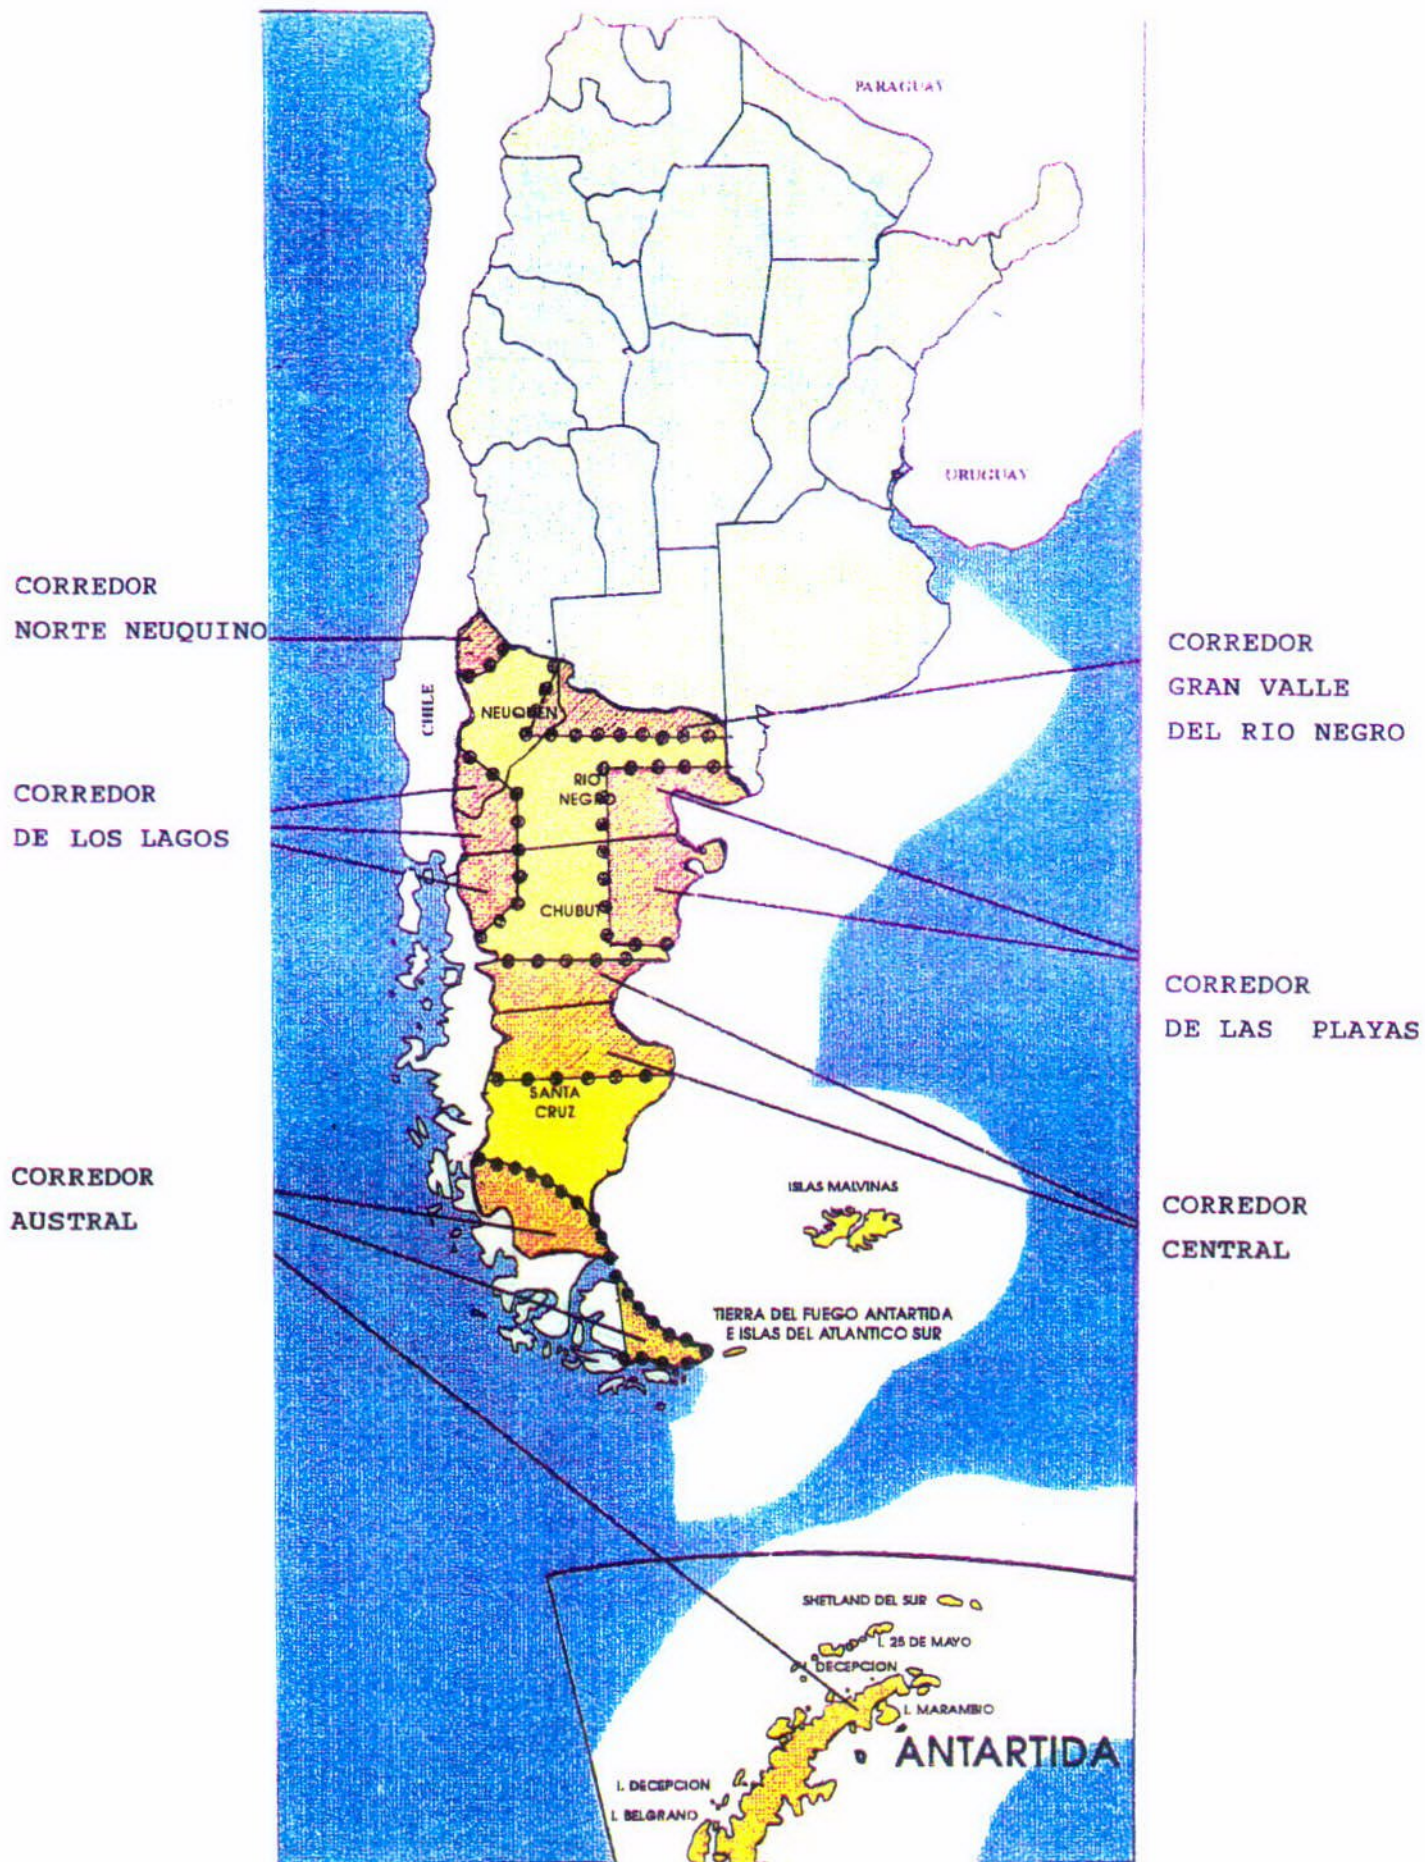 PARAGUAY
URUGUAY
CORREDOR
NORTE NEUQUINO
CORREDOR
GRAN VALLE
DEL RIO NEGRO
CHILE
NEUQUEN
RIO
NEGRO
CORREDOR
DE LOS LAGOS
CHUBUT
CORREDOR
DE LAS PLAYAS
SANTA
CRUZ
CORREDOR
AUSTRAL
ISLAS MALVINAS
CORREDOR
CENTRAL
TIERRA DEL FUEGO ANTARTIDA
E ISLAS DEL ATLANTICO SUR
SHETLAND DEL SUR
I. 25 DE MAYO
I. DECEPCION
I. MARAMBIO
ANTARTIDA
I. DECEPCION
I. BELGRANO